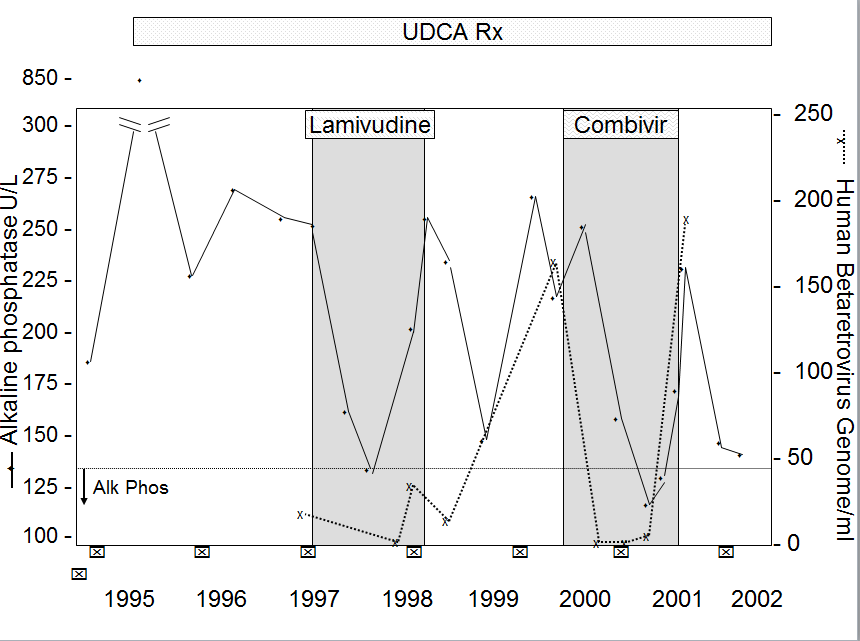 UDCA Rx
850 -
300 -
275 -
250 -
225 -
200 -
175 -
150 -
125 -
100 -
Alkaline phosphatase U/L
Lamivudine
Combivir
Alk Phos
- 250
- 200
- 150
- 100
- 50
- 0
Human Betaretrovirus Genome/ml
1995 1996 1997 1998 1999 2000 2001 2002